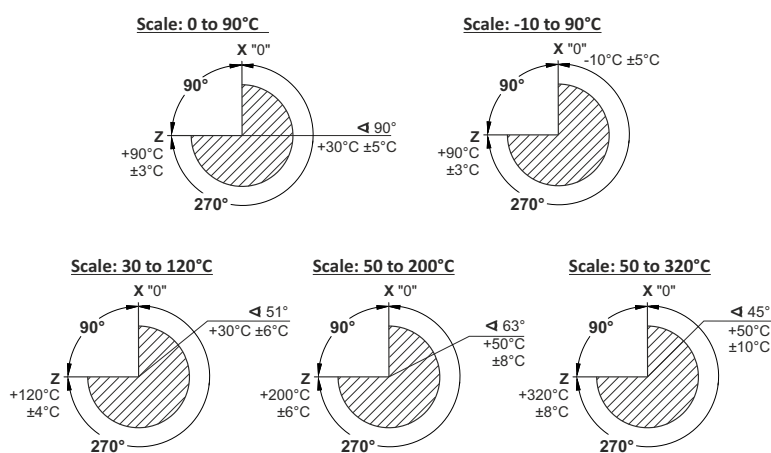 Scale: 0 to 90°C
X "0"
90°
Z
+90°C
±3°C
∢ 90°
+30°C ±5°C
270°
Scale: -10 to 90°C
X "0"
-10°C ±5°C
90°
Z
+90°C
±3°C
270°
Scale: 30 to 120°C
X "0"
90°
∢ 51°
+30°C ±6°C
Z
+120°C
±4°C
270°
Scale: 50 to 200°C
X "0"
90°
∢ 63°
+50°C
±8°C
Z
+200°C
±6°C
270°
Scale: 50 to 320°C
X "0"
90°
∢ 45°
+50°C
±10°C
Z
+320°C
±8°C
270°